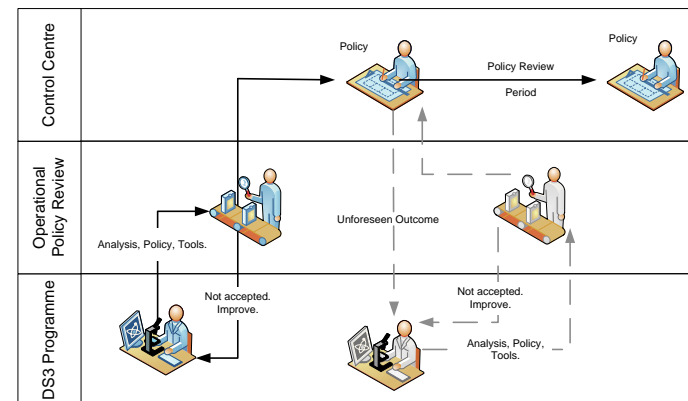 Control Centre
Policy
Policy Review
Period
Policy
Operational
Policy Review
Analysis, Policy, Tools.
Unforeseen Outcome
DS3 Programme
Not accepted.
Improve.
Not accepted.
Improve.
Analysis, Policy,
Tools.